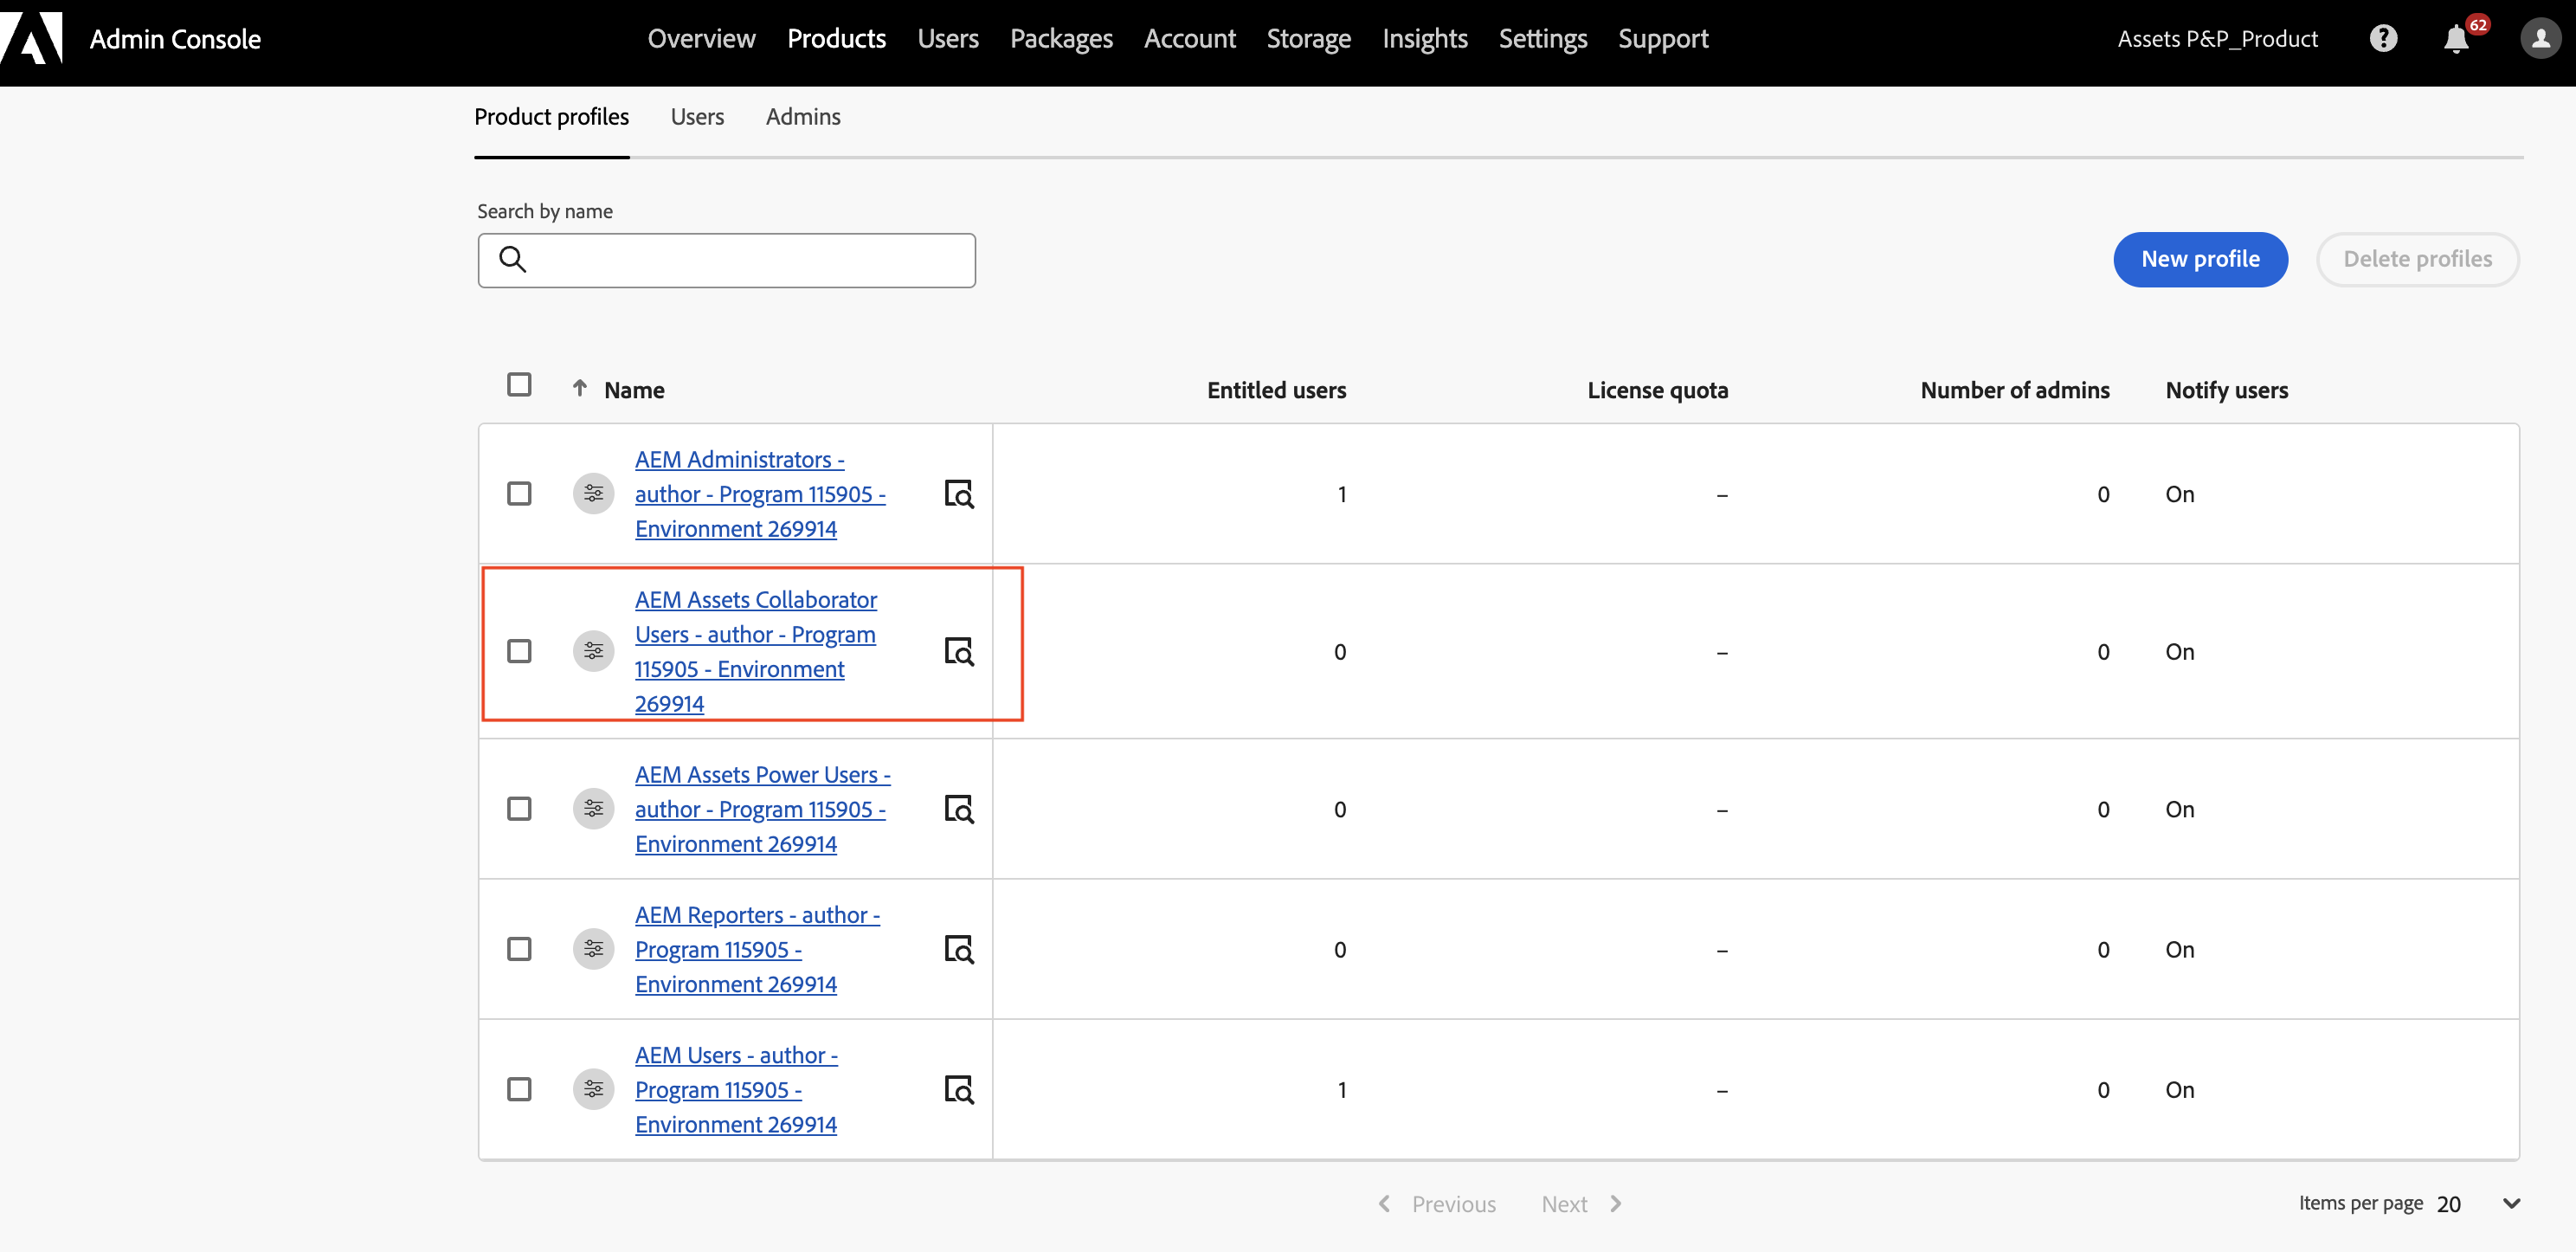 Admin Console
Overview Products Users Packages Account Storage Insights Settings Support
Assets P&P_Product
62
Product profiles Users Admins
Search by name
New profile Delete profiles
Name Entitled users License quota Number of admins Notify users
AEM Administrators -
author - Program 115905 -
Environment 269914
1 – 0 On
AEM Assets Collaborator
Users - author - Program
115905 - Environment
269914
0 – 0 On
AEM Assets Power Users -
author - Program 115905 -
Environment 269914
0 – 0 On
AEM Reporters - author -
Program 115905 -
Environment 269914
0 – 0 On
AEM Users - author -
Program 115905 -
Environment 269914
1 – 0 On
Previous Next
Items per page 20